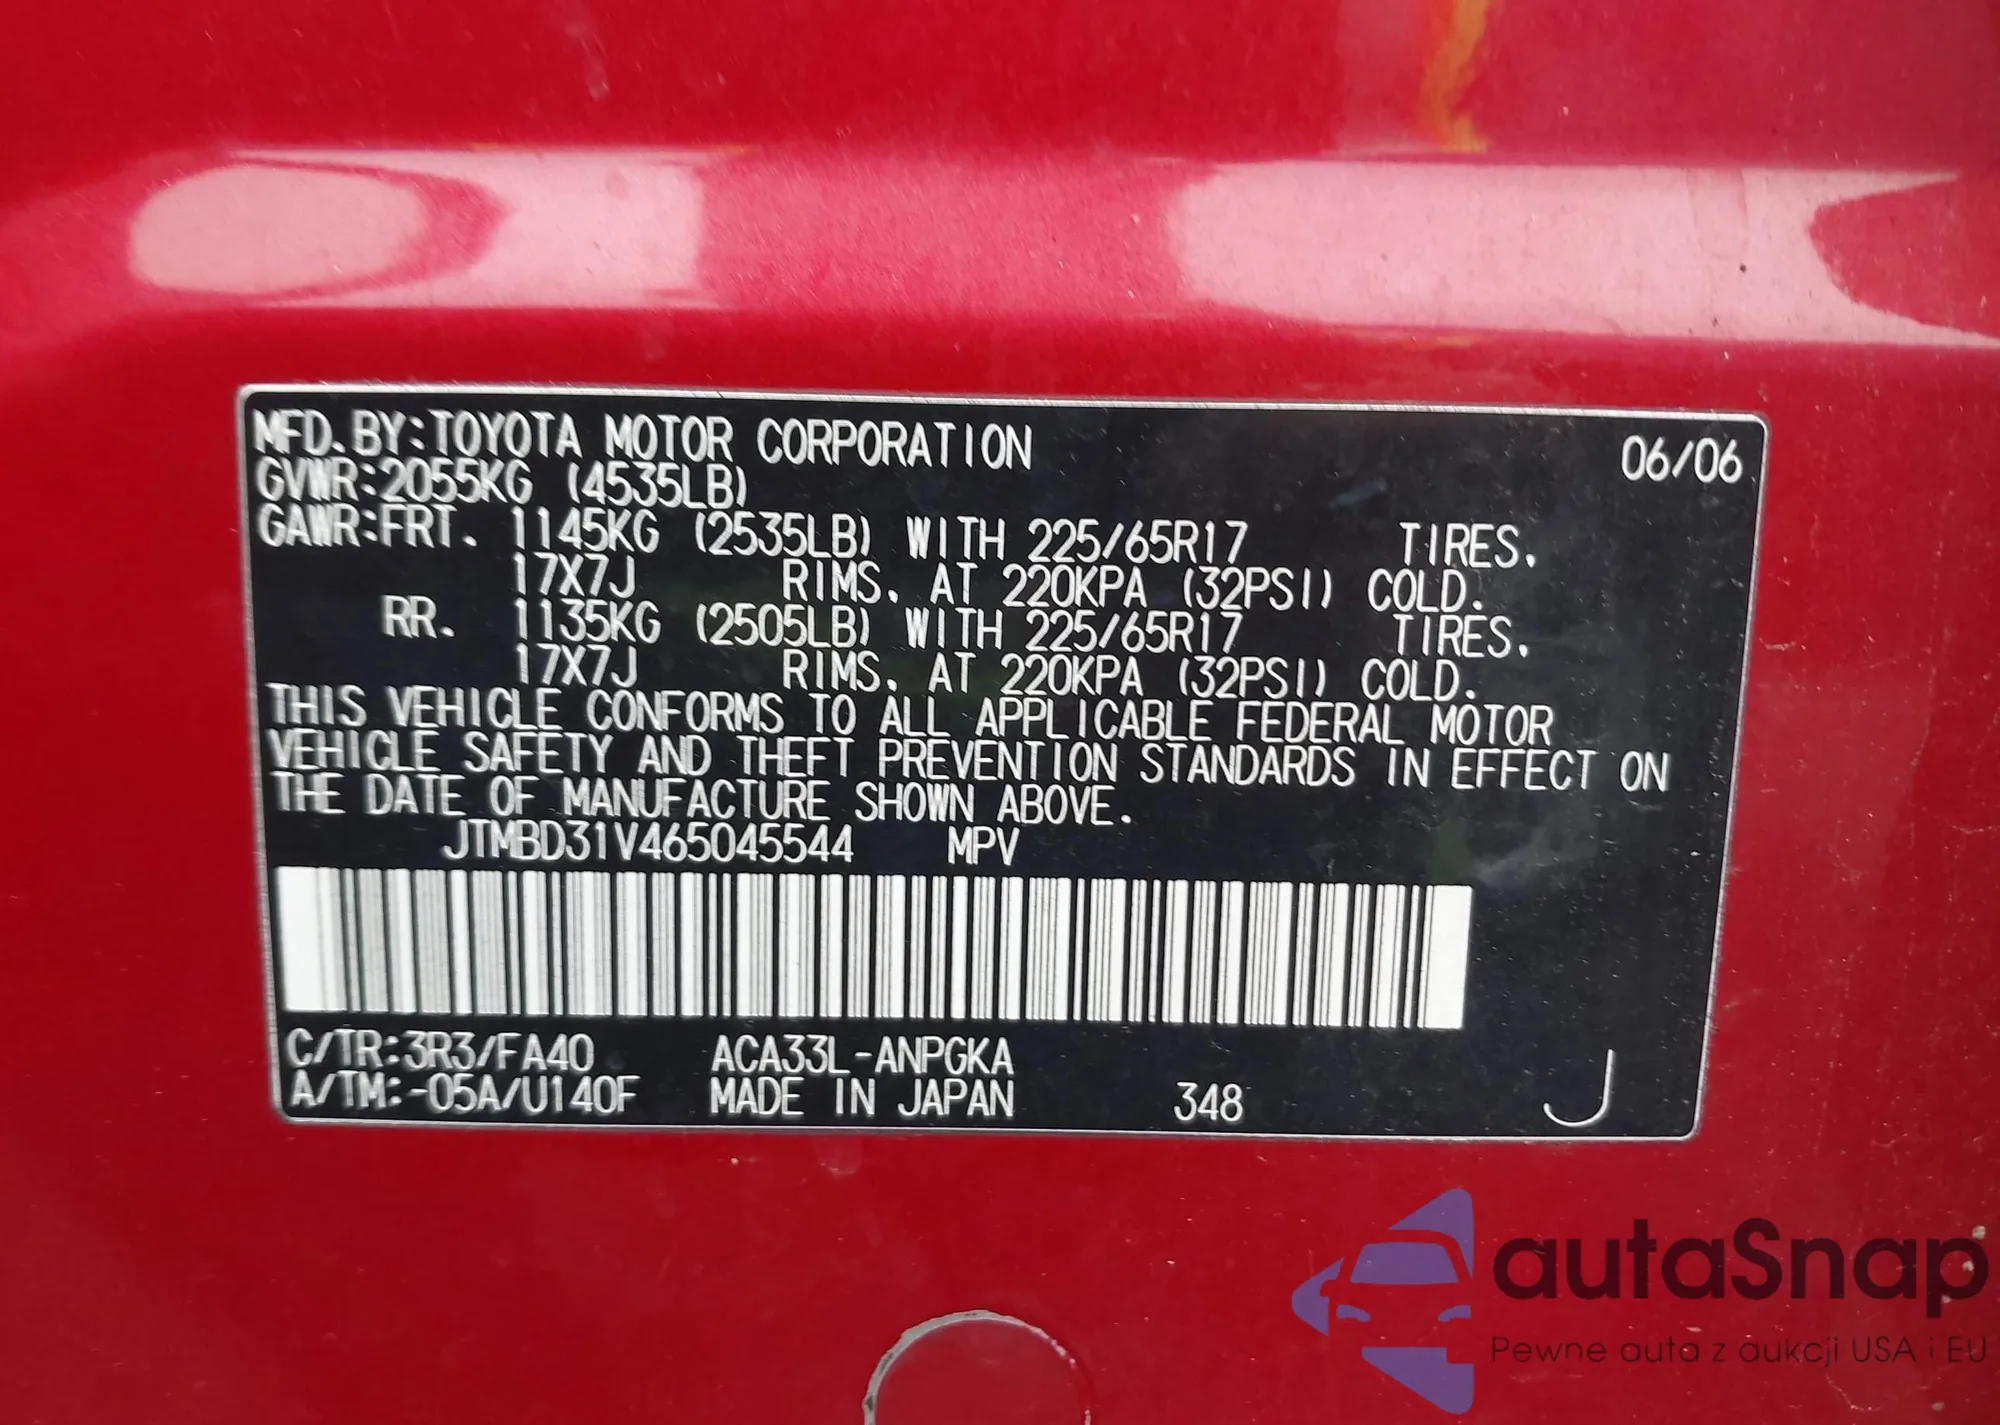 MFD.BY:TOYOTA MOTOR CORPORATION 06/06
GVWR:2055KG (4535LB)
GAWR:FRT. 1145KG (2535LB) WITH 225/65R17 TIRES.
17X7J RIMS. AT 220KPA (32PSI) COLD.
RR. 1135KG (2505LB) WITH 225/65R17 TIRES.
17X7J RIMS. AT 220KPA (32PSI) COLD.
THIS VEHICLE CONFORMS TO ALL APPLICABLE FEDERAL MOTOR
VEHICLE SAFETY AND THEFT PREVENTION STANDARDS IN EFFECT ON
THE DATE OF MANUFACTURE SHOWN ABOVE.
JTMBD31V465045544 MPV
C/TR:3R3/FA40 ACA33L-ANPGKA
A/TM:-05A/U140F MADE IN JAPAN 348 J
autaSnap
Pewne auta z aukcji USA i EU